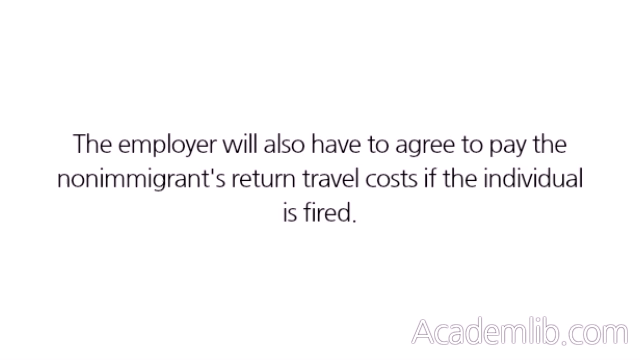 The employer will also have to agree to pay the
nonimmigrant's return travel costs if the individual
is fired.
Academlib.com